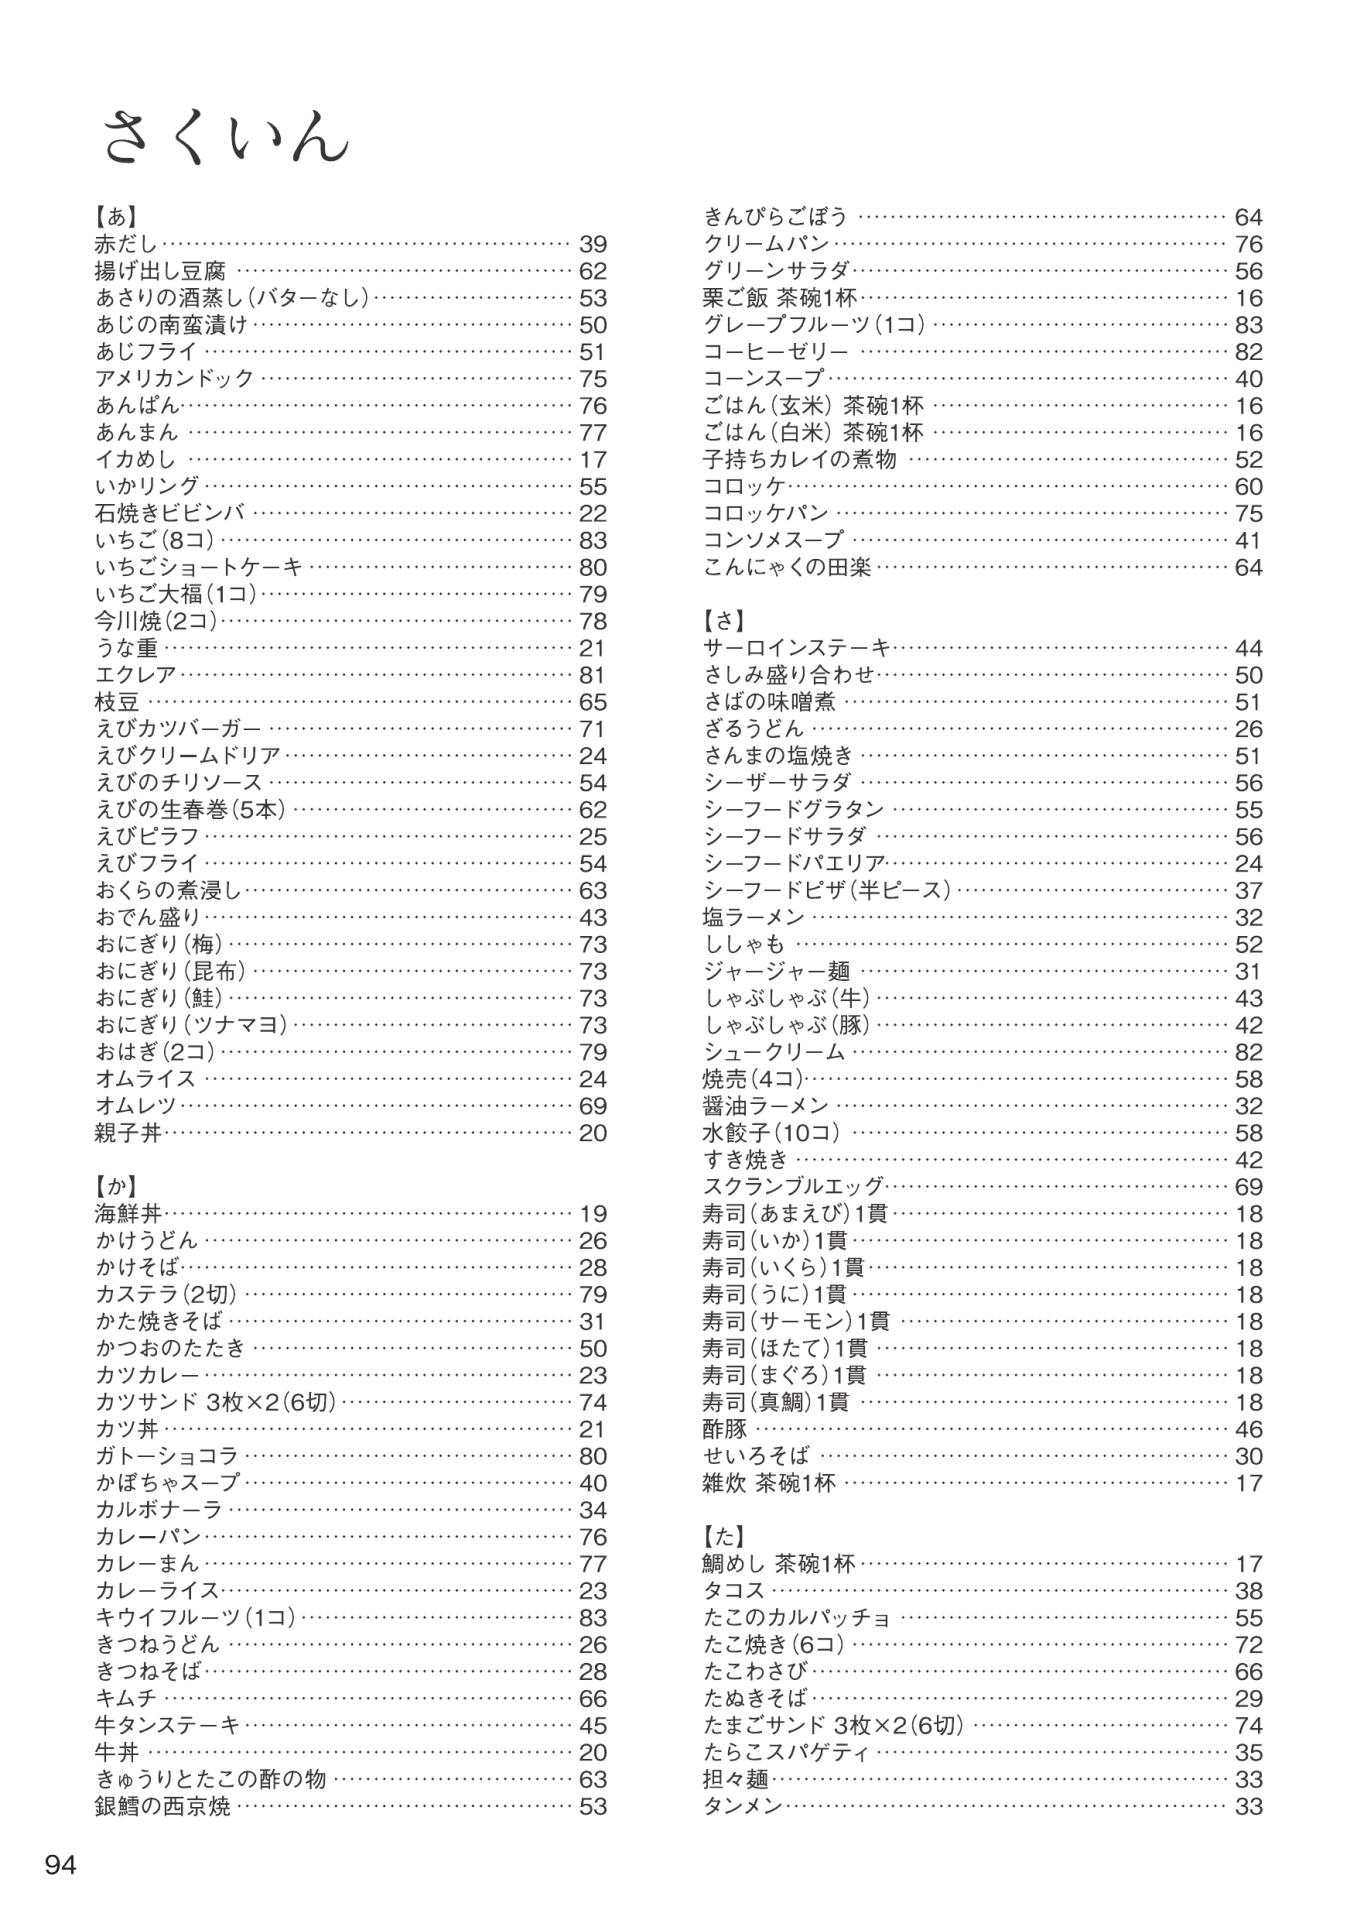 さくいん
【あ】
赤だし…………………………………………… 39
揚げ出し豆腐 …………………………………… 62
あさりの酒蒸し（バターなし）…………………… 53
あじの南蛮漬け………………………………… 50
あじフライ ……………………………………… 51
アメリカンドック ………………………………… 75
あんぱん………………………………………… 76
あんまん ………………………………………… 77
イカめし ………………………………………… 17
いかリング ……………………………………… 55
石焼きビビンバ ………………………………… 22
いちご（8コ）…………………………………… 83
いちごショートケーキ …………………………… 80
いちご大福（1コ）……………………………… 79
今川焼（2コ）…………………………………… 78
うな重 …………………………………………… 21
エクレア………………………………………… 81
枝豆 …………………………………………… 65
えびカツバーガー ……………………………… 71
えびクリームドリア……………………………… 24
えびのチリソース ……………………………… 54
えびの生春巻（5本）…………………………… 62
えびピラフ ……………………………………… 25
えびフライ ……………………………………… 54
おくらの煮浸し………………………………… 63
おでん盛り……………………………………… 43
おにぎり（梅）…………………………………… 73
おにぎり（昆布）………………………………… 73
おにぎり（鮭）…………………………………… 73
おにぎり（ツナマヨ）…………………………… 73
おはぎ（2コ）…………………………………… 79
オムライス ……………………………………… 24
オムレツ………………………………………… 69
親子丼…………………………………………… 20
【か】
海鮮丼…………………………………………… 19
かけうどん ……………………………………… 26
かけそば………………………………………… 28
カステラ（2切）………………………………… 79
かた焼きそば …………………………………… 31
かつおのたたき ………………………………… 50
カツカレー……………………………………… 23
カツサンド 3枚×2（6切）……………………… 74
カツ丼 …………………………………………… 21
ガトーショコラ ………………………………… 80
かぼちゃスープ………………………………… 40
カルボナーラ …………………………………… 34
カレーパン……………………………………… 76
カレーまん……………………………………… 77
カレーライス…………………………………… 23
キウイフルーツ（1コ）………………………… 83
きつねうどん …………………………………… 26
きつねそば……………………………………… 28
キムチ …………………………………………… 66
牛タンステーキ………………………………… 45
牛丼 …………………………………………… 20
きゅうりとたこの酢の物 ……………………… 63
銀鱈の西京焼 ………………………………… 53
きんぴらごぼう ………………………………… 64
クリームパン…………………………………… 76
グリーンサラダ………………………………… 56
栗ご飯 茶碗1杯………………………………… 16
グレープフルーツ（1コ）……………………… 83
コーヒーゼリー ………………………………… 82
コーンスープ…………………………………… 40
ごはん（玄米） 茶碗1杯 ……………………… 16
ごはん（白米） 茶碗1杯 ……………………… 16
子持ちカレイの煮物 …………………………… 52
コロッケ………………………………………… 60
コロッケパン …………………………………… 75
コンソメスープ ………………………………… 41
こんにゃくの田楽……………………………… 64
【さ】
サーロインステーキ…………………………… 44
さしみ盛り合わせ……………………………… 50
さばの味噌煮 …………………………………… 51
ざるうどん ……………………………………… 26
さんまの塩焼き ………………………………… 51
シーザーサラダ ………………………………… 56
シーフードグラタン …………………………… 55
シーフードサラダ ……………………………… 56
シーフードパエリア…………………………… 24
シーフードピザ（半ピース）…………………… 37
塩ラーメン ……………………………………… 32
ししゃも ………………………………………… 52
ジャージャー麺 ………………………………… 31
しゃぶしゃぶ（牛）……………………………… 43
しゃぶしゃぶ（豚）……………………………… 42
シュークリーム ………………………………… 82
焼売（4コ）……………………………………… 58
醤油ラーメン …………………………………… 32
水餃子（10コ） ………………………………… 58
すき焼き ………………………………………… 42
スクランブルエッグ…………………………… 69
寿司（あまえび）1貫…………………………… 18
寿司（いか）1貫………………………………… 18
寿司（いくら）1貫……………………………… 18
寿司（うに）1貫………………………………… 18
寿司（サーモン）1貫 …………………………… 18
寿司（ほたて）1貫 ……………………………… 18
寿司（まぐろ）1貫 ……………………………… 18
寿司（真鯛）1貫 ………………………………… 18
酢豚 …………………………………………… 46
せいろそば ……………………………………… 30
雑炊 茶碗1杯 …………………………………… 17
【た】
鯛めし 茶碗1杯………………………………… 17
タコス …………………………………………… 38
たこのカルパッチョ …………………………… 55
たこ焼き（6コ）………………………………… 72
たこわさび……………………………………… 66
たぬきそば……………………………………… 29
たまごサンド 3枚×2（6切）…………………… 74
たらこスパゲティ ……………………………… 35
担々麺…………………………………………… 33
タンメン………………………………………… 33
94